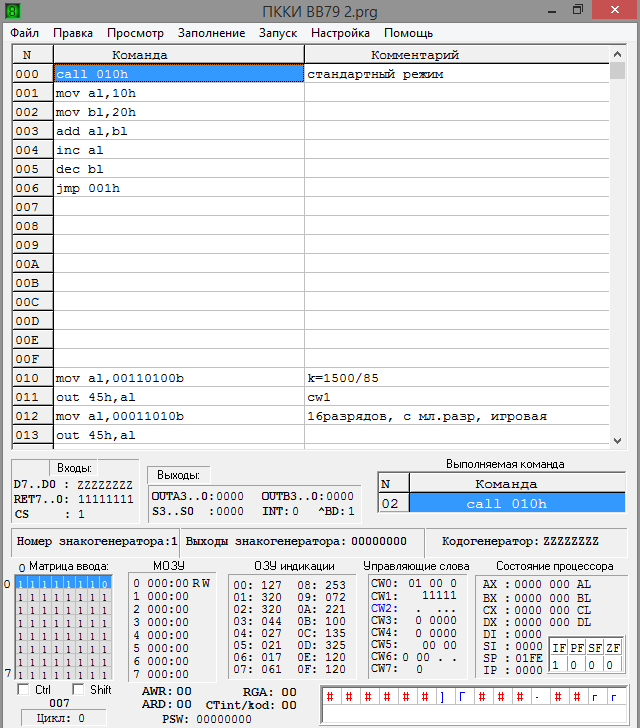 ПККИ BB79 2.prg
Файл Правка Просмотр Заполнение Запуск Настройка Помощь
N Команда Комментарий
000 call 010h стандартный режим
001 mov al,10h
002 mov bl,20h
003 add al,bl
004 inc al
005 dec bl
006 jmp 001h
007
008
009
00A
00B
00C
00D
00E
00F
010 mov al,00110100b k=1500/85
011 out 45h,al cw1
012 mov al,00011010b 16разрядов, с мл.разр, игровая
013 out 45h,al
Входы:
D7..D0 : ZZZZZZZZ
RET7..0: 11111111
CS : 1
Выходы:
OUTA3..0:0000 OUTB3..0:0000
S3..S0 :0000 INT:0 ^BD:1
Выполняемая команда
N Команда
02 call 010h
Номер знакогенератора:1 Выходы знакогенератора: 00000000 Кодогенератор: ZZZZZZZZ
0 Матрица ввода: 7
0 1 1 1 1 1 1 1 0
1 1 1 1 1 1 1 1
1 1 1 1 1 1 1 1
1 1 1 1 1 1 1 1
1 1 1 1 1 1 1 1
1 1 1 1 1 1 1 1
1 1 1 1 1 1 1 1
7 1 1 1 1 1 1 1 1
Ctrl Shift
007
Цикл: 0
МОЗУ
0 000:00 R W
1 000:00
2 000:00
3 000:00
4 000:00
5 000:00
6 000:00
7 000:00
ОЗУ индикации
00: 127 08: 253
01: 320 09: 072
02: 320 0A: 221
03: 044 0B: 100
04: 027 0C: 135
05: 021 0D: 325
06: 017 0E: 120
07: 061 0F: 120
Управляющие слова
CW0: 01 00 0
CW1: 11111
CW2: . ...
CW3: 0 0000
CW4: 0 0000
CW5: 00 00
CW6: 0 00 . .
CW7: 0
Состояние процессора
AX : 0000 000 AL
BX : 0000 000 BL
CX : 0000 000 CL
DX : 0000 000 DL
DI : 0000
SI : 0000
SP : 01FE
IP : 0000
IF PF SF ZF
1 0 0 0
AWR: 00 RGA: 00
ARD: 00 CTint/kod: 00
PSW: 00000000
# # # # # # ] Г # # # - # # r r